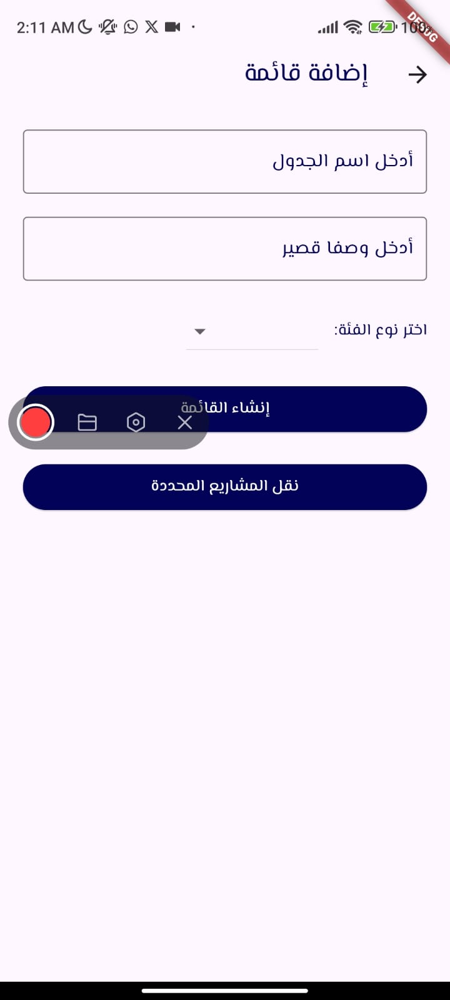 2:11 AM
100%
DEBUG
إضافة قائمة
أدخل اسم الجدول
أدخل وصفا قصير
اختر نوع الفئة:
إنشاء القائمة
نقل المشاريع المحددة